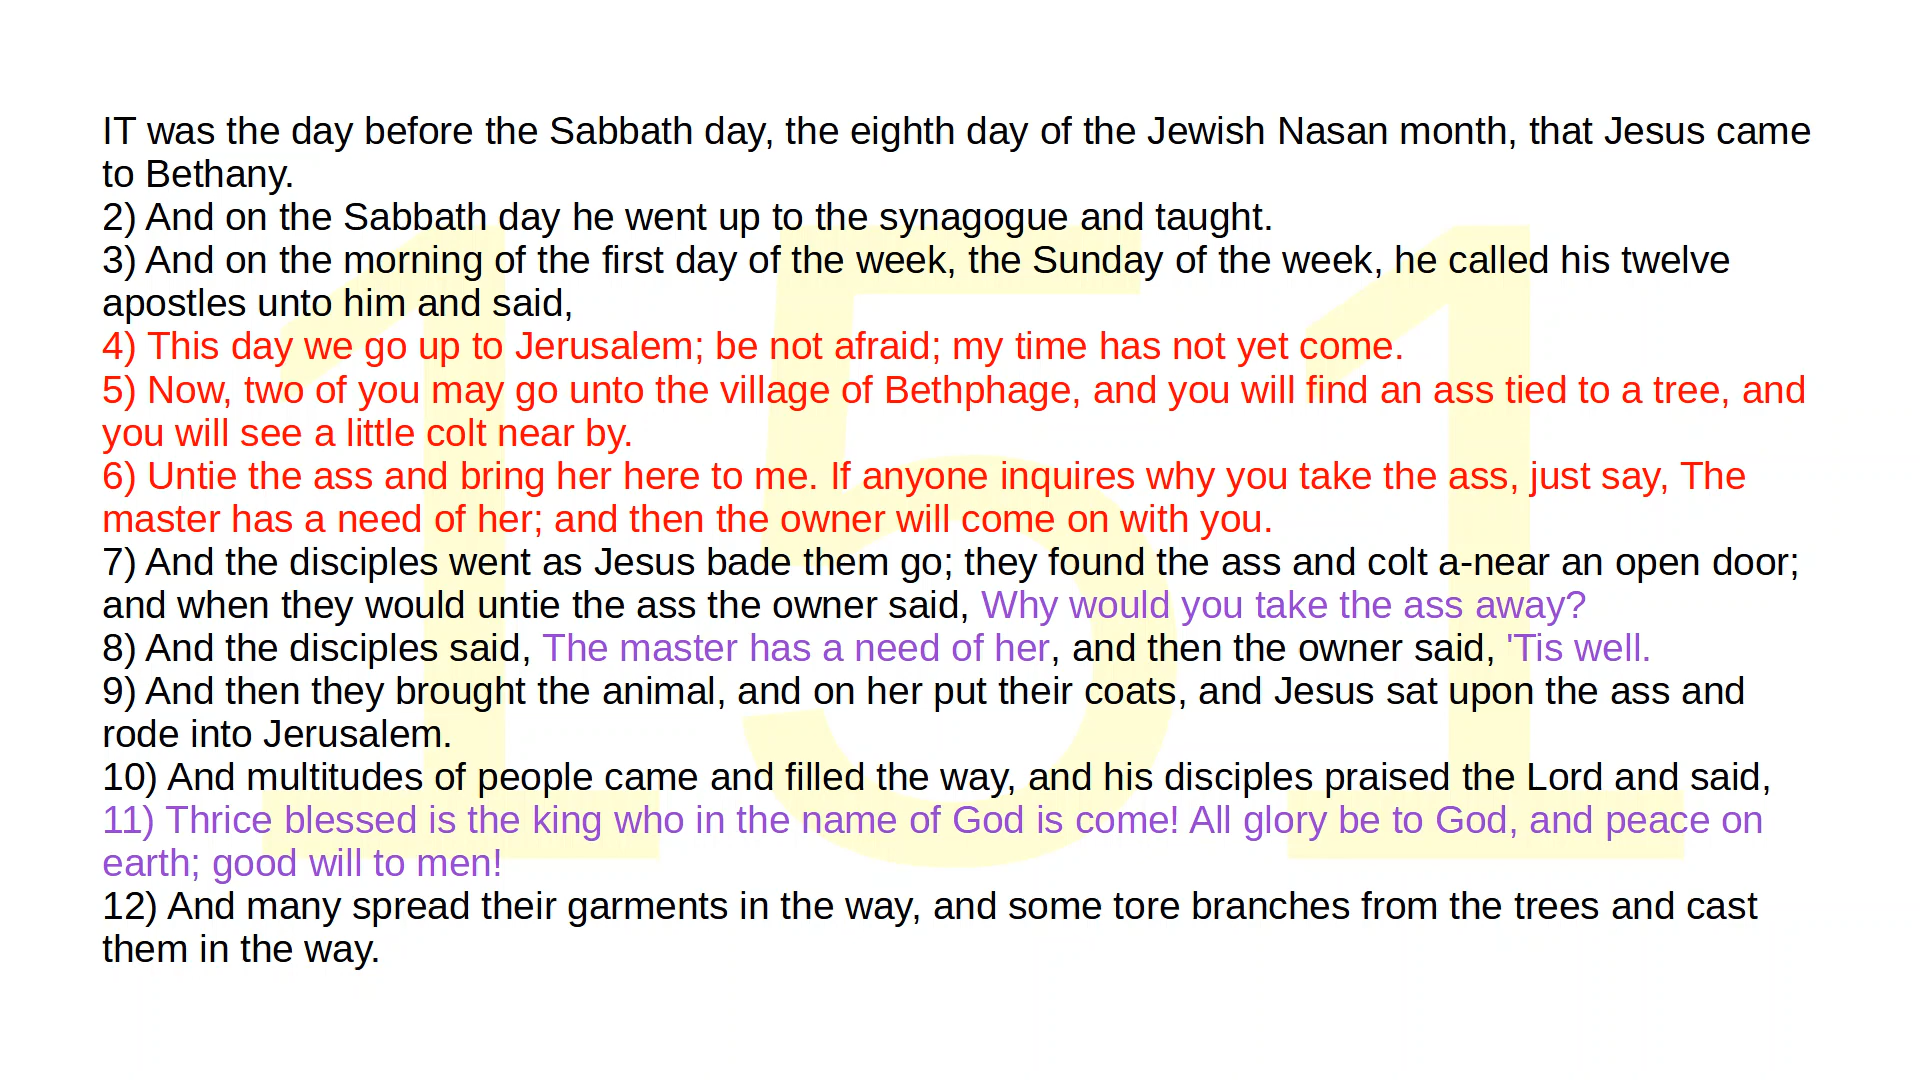 IT was the day before the Sabbath day, the eighth day of the Jewish Nasan month, that Jesus came
to Bethany.
2) And on the Sabbath day he went up to the synagogue and taught.
3) And on the morning of the first day of the week, the Sunday of the week, he called his twelve
apostles unto him and said,
4) This day we go up to Jerusalem; be not afraid; my time has not yet come.
5) Now, two of you may go unto the village of Bethphage, and you will find an ass tied to a tree, and
you will see a little colt near by.
6) Untie the ass and bring her here to me. If anyone inquires why you take the ass, just say, The
master has a need of her; and then the owner will come on with you.
7) And the disciples went as Jesus bade them go; they found the ass and colt a-near an open door;
and when they would untie the ass the owner said, Why would you take the ass away?
8) And the disciples said, The master has a need of her, and then the owner said, 'Tis well.
9) And then they brought the animal, and on her put their coats, and Jesus sat upon the ass and
rode into Jerusalem.
10) And multitudes of people came and filled the way, and his disciples praised the Lord and said,
11) Thrice blessed is the king who in the name of God is come! All glory be to God, and peace on
earth; good will to men!
12) And many spread their garments in the way, and some tore branches from the trees and cast
them in the way.
151